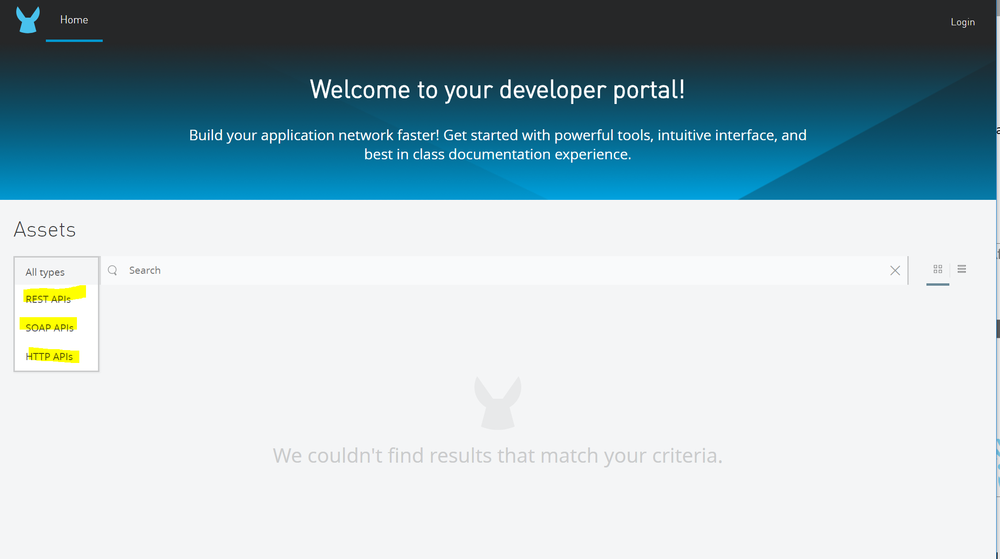 Home
Login
Welcome to your developer portal!
Build your application network faster! Get started with powerful tools, intuitive interface, and
best in class documentation experience.
Assets
All types
Search
REST APIs
SOAP APIs
HTTP APIs
We couldn't find results that match your criteria.